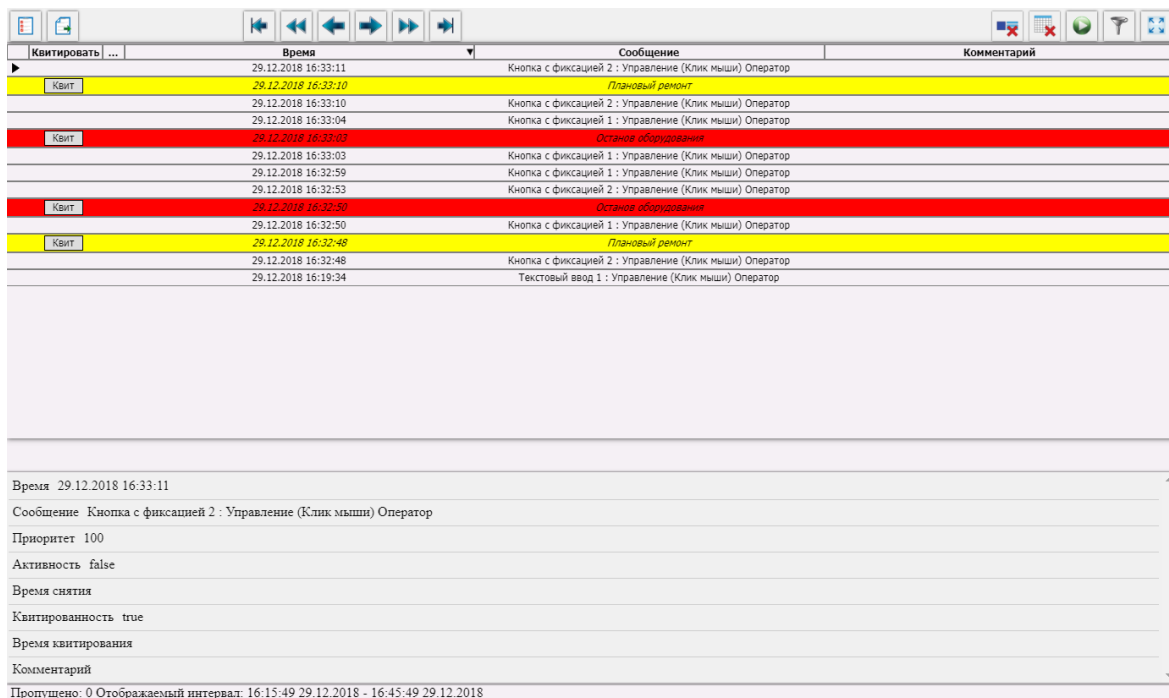 Квитировать ... Время Сообщение Комментарий
29.12.2018 16:33:11 Кнопка с фиксацией 2 : Управление (Клик мыши) Оператор
Квит 29.12.2018 16:33:10 Плановый ремонт
29.12.2018 16:33:10 Кнопка с фиксацией 2 : Управление (Клик мыши) Оператор
29.12.2018 16:33:04 Кнопка с фиксацией 1 : Управление (Клик мыши) Оператор
Квит 29.12.2018 16:33:03 Останов оборудования
29.12.2018 16:33:03 Кнопка с фиксацией 1 : Управление (Клик мыши) Оператор
29.12.2018 16:32:59 Кнопка с фиксацией 1 : Управление (Клик мыши) Оператор
29.12.2018 16:32:53 Кнопка с фиксацией 2 : Управление (Клик мыши) Оператор
Квит 29.12.2018 16:32:50 Останов оборудования
29.12.2018 16:32:50 Кнопка с фиксацией 1 : Управление (Клик мыши) Оператор
Квит 29.12.2018 16:32:48 Плановый ремонт
29.12.2018 16:32:48 Кнопка с фиксацией 2 : Управление (Клик мыши) Оператор
29.12.2018 16:19:34 Текстовый ввод 1 : Управление (Клик мыши) Оператор
Время 29.12.2018 16:33:11
Сообщение Кнопка с фиксацией 2 : Управление (Клик мыши) Оператор
Приоритет 100
Активность false
Время снятия
Квитированность true
Время квитирования
Комментарий
Пропущено: 0 Отображаемый интервал: 16:15:49 29.12.2018 - 16:45:49 29.12.2018